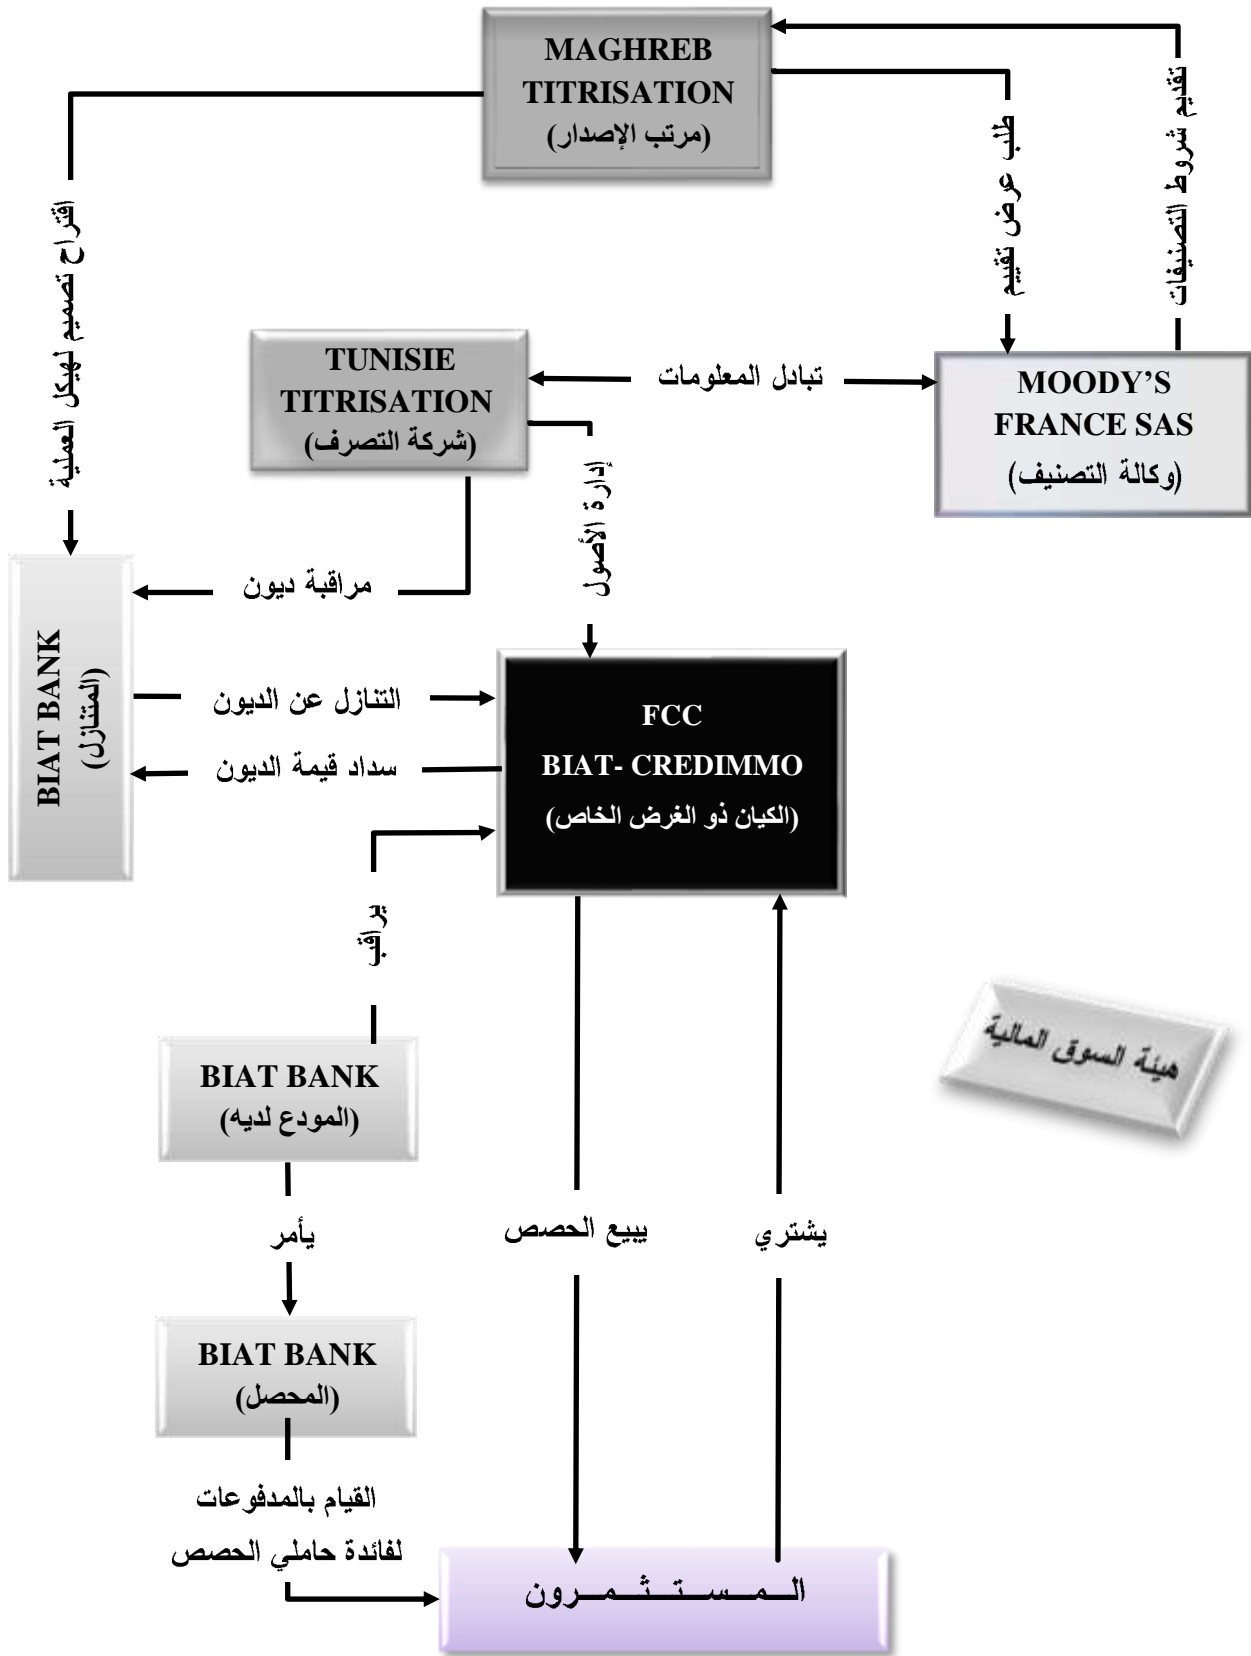 MAGHREB
TITRISATION
(مرتب الإصدار)
تقديم شروط التصنيفات
طلب عرض تقييم
اقتراح تصميم لهيكل العملية
TUNISIE
TITRISATION
(شركة التصرف)
تبادل المعلومات
MOODY’S
FRANCE SAS
(وكالة التصنيف)
إدارة الأصول
مراقبة ديون
BIAT BANK
(المتنازل)
التنازل عن الديون
سداد قيمة الديون
FCC
BIAT- CREDIMMO
(الكيان ذو الغرض الخاص)
يراقب
هيئة السوق المالية
BIAT BANK
(المودع لديه)
يأمر
يبيع الحصص
يشتري
BIAT BANK
(المحصل)
القيام بالمدفوعات
لفائدة حاملي الحصص
الـمـسـتـثـمـرون